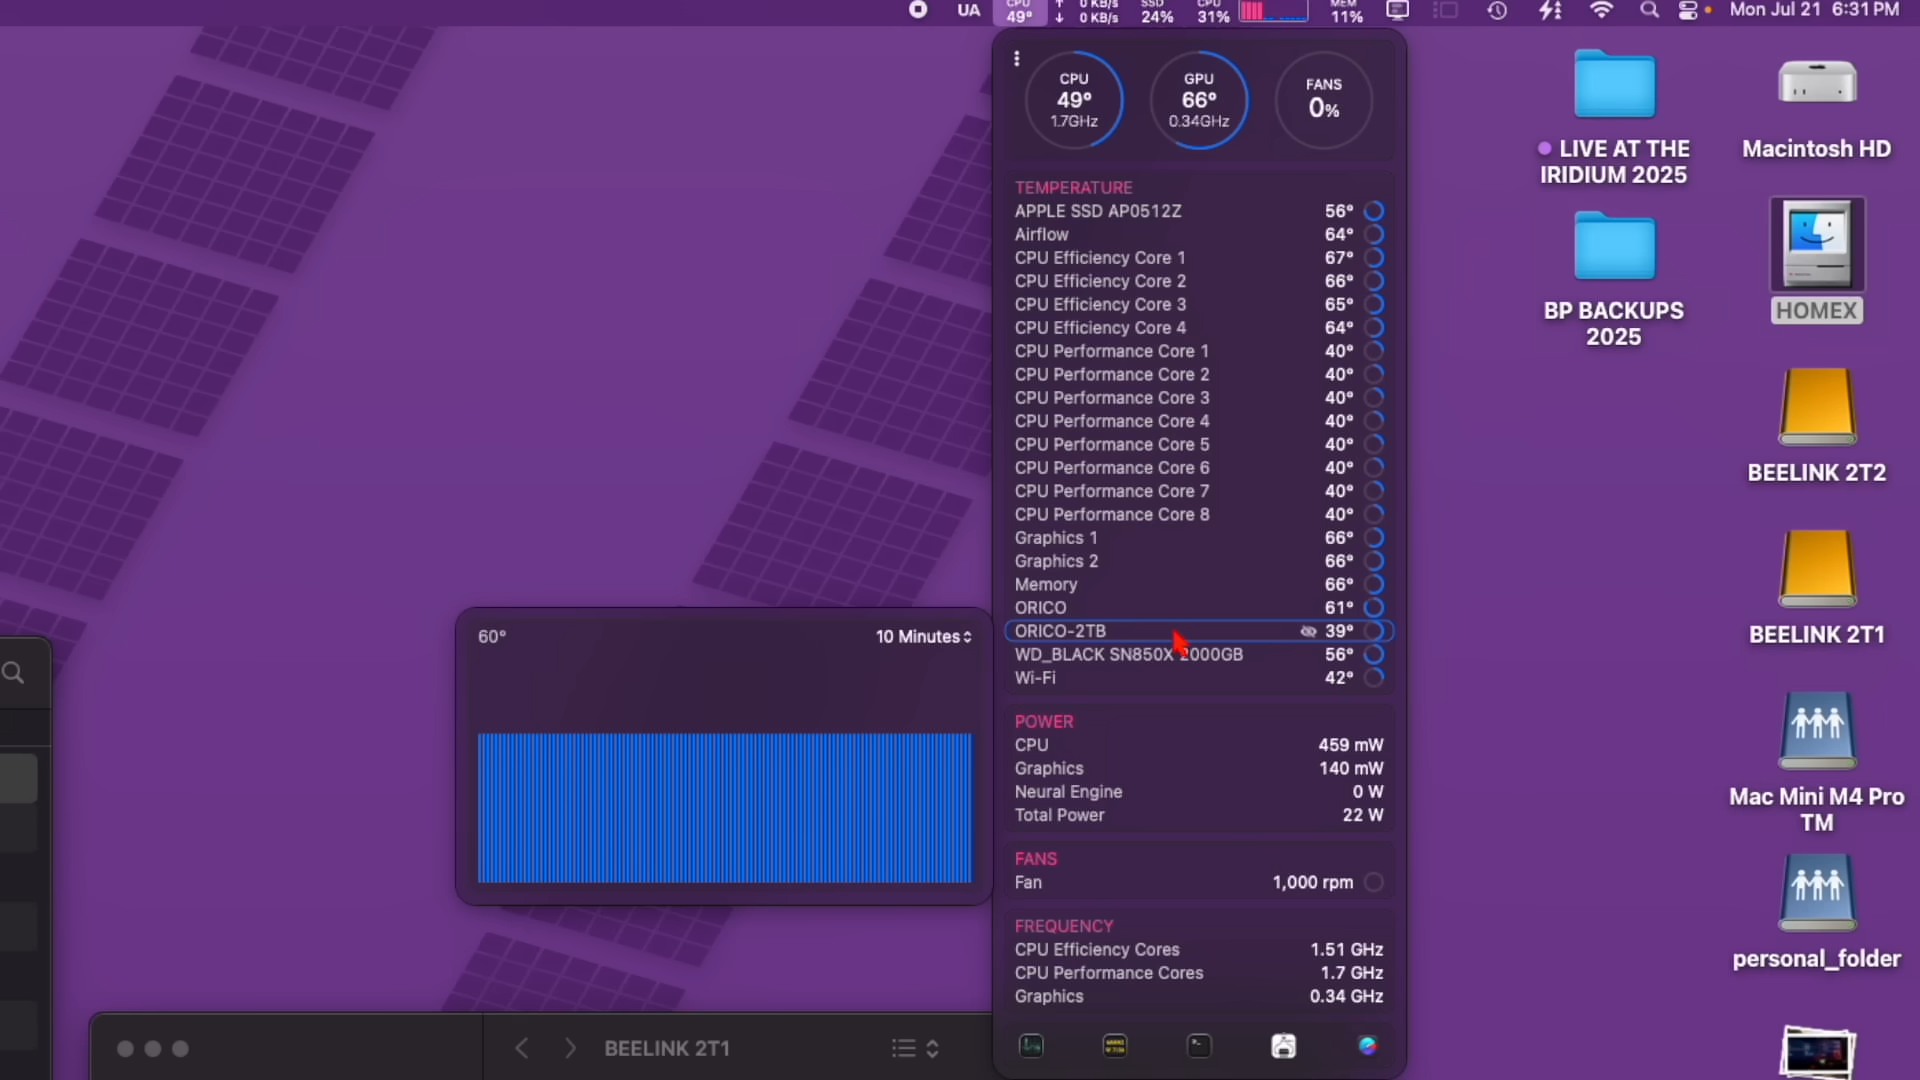 UA
CPU
49°
↑ 0 KB/s
↓ 0 KB/s
SSD
24%
CPU
31%
MEM
11%
Mon Jul 21 6:31 PM
CPU
49°
1.7GHz
GPU
66°
0.34GHz
FANS
0%
TEMPERATURE
APPLE SSD AP0512Z 56°
Airflow 64°
CPU Efficiency Core 1 67°
CPU Efficiency Core 2 66°
CPU Efficiency Core 3 65°
CPU Efficiency Core 4 64°
CPU Performance Core 1 40°
CPU Performance Core 2 40°
CPU Performance Core 3 40°
CPU Performance Core 4 40°
CPU Performance Core 5 40°
CPU Performance Core 6 40°
CPU Performance Core 7 40°
CPU Performance Core 8 40°
Graphics 1 66°
Graphics 2 66°
Memory 66°
ORICO 61°
ORICO-2TB 39°
WD_BLACK SN850X 2000GB 56°
Wi-Fi 42°
POWER
CPU 459 mW
Graphics 140 mW
Neural Engine 0 W
Total Power 22 W
FANS
Fan 1,000 rpm
FREQUENCY
CPU Efficiency Cores 1.51 GHz
CPU Performance Cores 1.7 GHz
Graphics 0.34 GHz
60° 10 Minutes
BEELINK 2T1
LIVE AT THE
IRIDIUM 2025
BP BACKUPS
2025
Macintosh HD
HOMEX
BEELINK 2T2
BEELINK 2T1
Mac Mini M4 Pro
TM
personal_folder